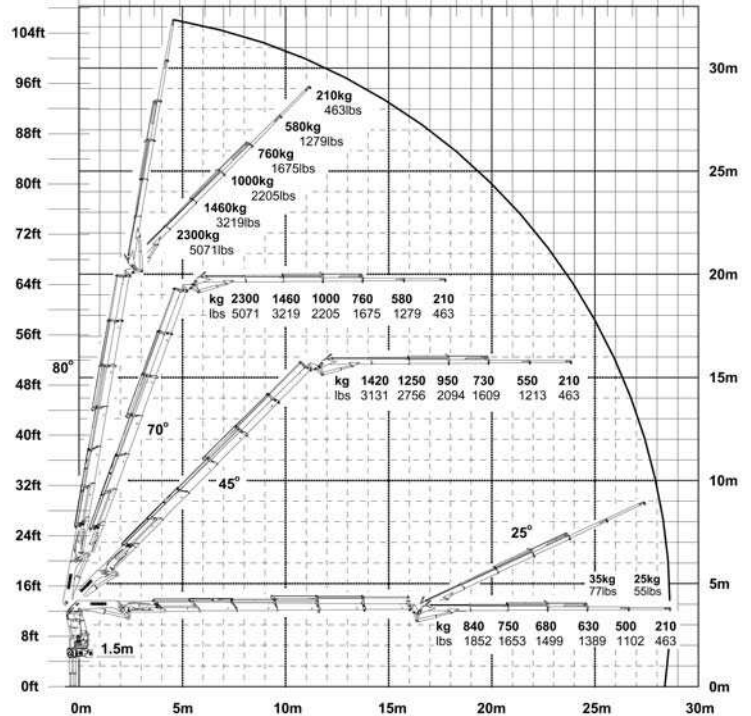 104ft
96ft
88ft
80ft
72ft
64ft
56ft
48ft
40ft
32ft
24ft
16ft
8ft
0ft
30m
25m
20m
15m
10m
5m
0m
210kg
463lbs
580kg
1279lbs
760kg
1675lbs
1000kg
2205lbs
1460kg
3219lbs
2300kg
5071lbs
kg 2300 1460 1000 760 580 210
lbs 5071 3219 2205 1675 1279 463
80°
kg 1420 1250 950 730 550 210
lbs 3131 2756 2094 1609 1213 463
70°
45°
25°
35kg 25kg
77lbs 55lbs
kg 840 750 680 630 500 210
lbs 1852 1653 1499 1389 1102 463
1.5m
0m 5m 10m 15m 20m 25m 30m